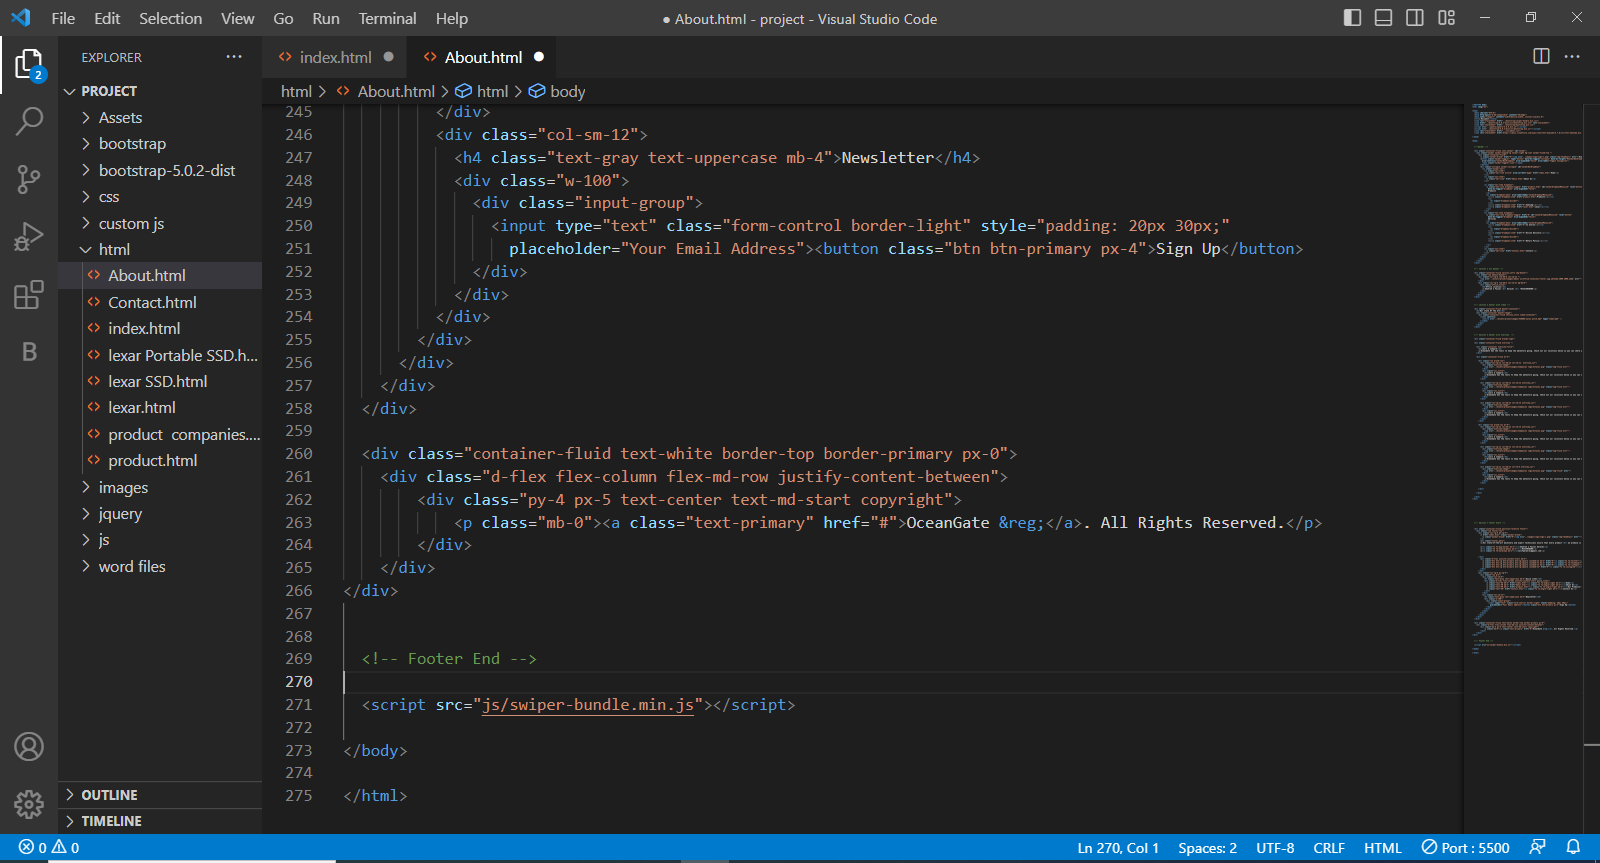 File Edit Selection View Go Run Terminal Help
● About.html - project - Visual Studio Code
EXPLORER
2
PROJECT
Assets
bootstrap
bootstrap-5.0.2-dist
css
custom js
html
About.html
Contact.html
index.html
lexar Portable SSD.h...
lexar SSD.html
lexar.html
product companies....
product.html
images
jquery
js
word files
OUTLINE
TIMELINE
index.html
About.html
html > About.html > html > body
245 </div>
246 <div class="col-sm-12">
247 <h4 class="text-gray text-uppercase mb-4">Newsletter</h4>
248 <div class="w-100">
249 <div class="input-group">
250 <input type="text" class="form-control border-light" style="padding: 20px 30px;"
251 placeholder="Your Email Address"><button class="btn btn-primary px-4">Sign Up</button>
252 </div>
253 </div>
254 </div>
255 </div>
256 </div>
257 </div>
258 </div>
259
260 <div class="container-fluid text-white border-top border-primary px-0">
261 <div class="d-flex flex-column flex-md-row justify-content-between">
262 <div class="py-4 px-5 text-center text-md-start copyright">
263 <p class="mb-0"><a class="text-primary" href="#">OceanGate &reg;</a>. All Rights Reserved.</p>
264 </div>
265 </div>
266 </div>
267
268
269 <!-- Footer End -->
270
271 <script src="js/swiper-bundle.min.js"></script>
272
273 </body>
274
275 </html>
0 0
Ln 270, Col 1 Spaces: 2 UTF-8 CRLF HTML Port : 5500